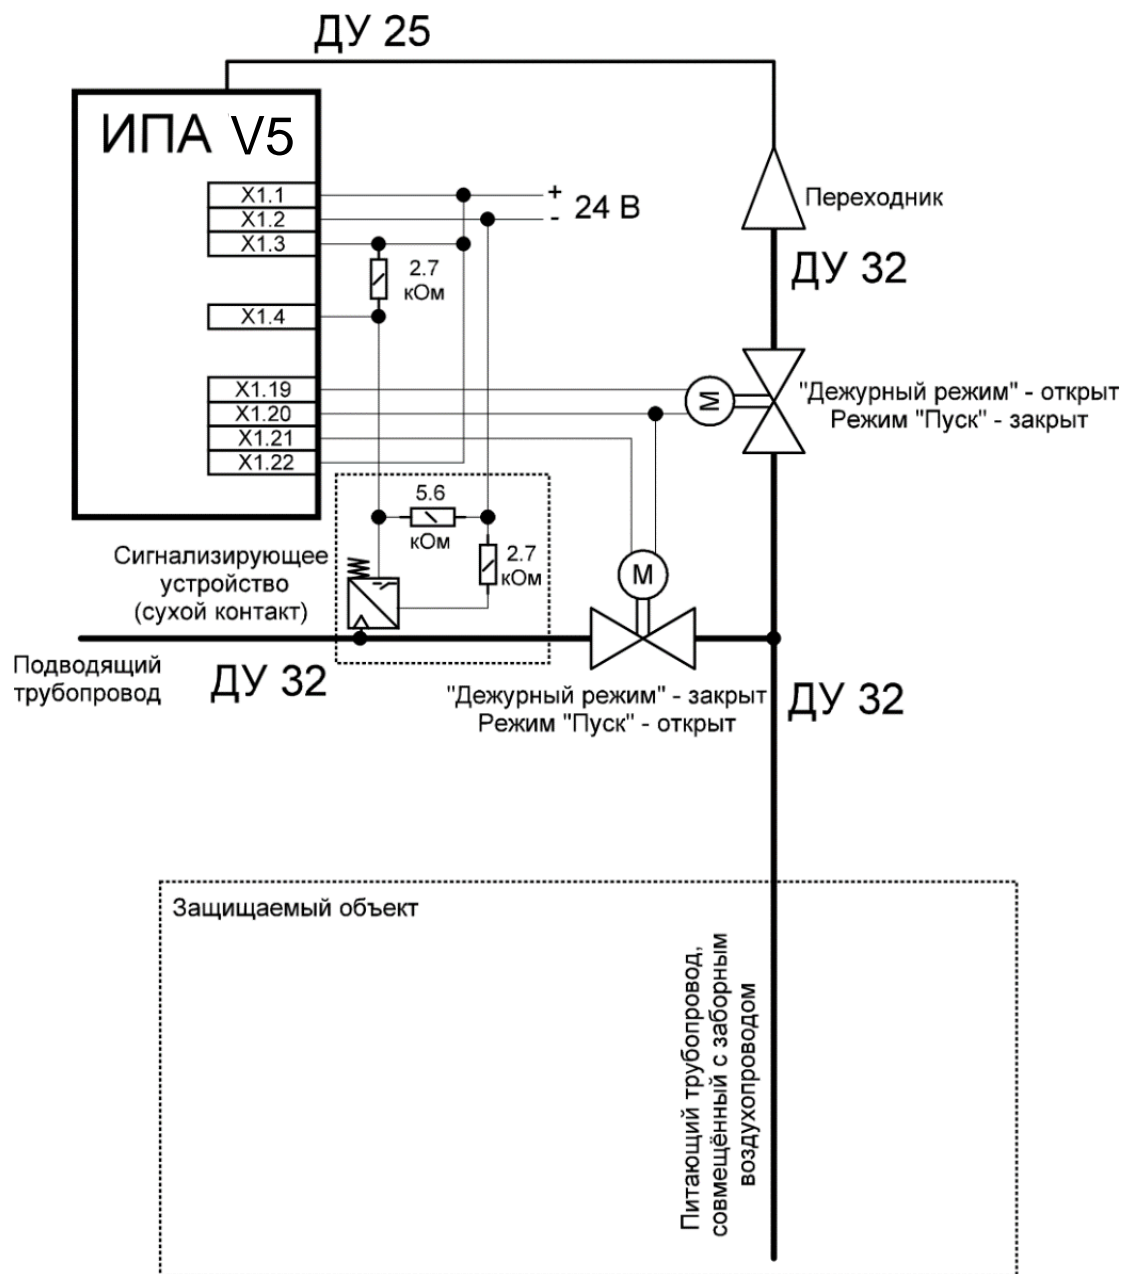 ДУ 25
ИПА V5
X1.1
X1.2
X1.3
X1.4
X1.19
X1.20
X1.21
X1.22
+
-
24 В
2.7
кОм
Переходник
ДУ 32
М
"Дежурный режим" - открыт
Режим "Пуск" - закрыт
5.6
кОм
2.7
кОм
Сигнализирующее
устройство
(сухой контакт)
М
Подводящий
трубопровод
ДУ 32
"Дежурный режим" - закрыт
Режим "Пуск" - открыт
ДУ 32
Защищаемый объект
Питающий трубопровод,
совмещённый с заборным
воздухопроводом